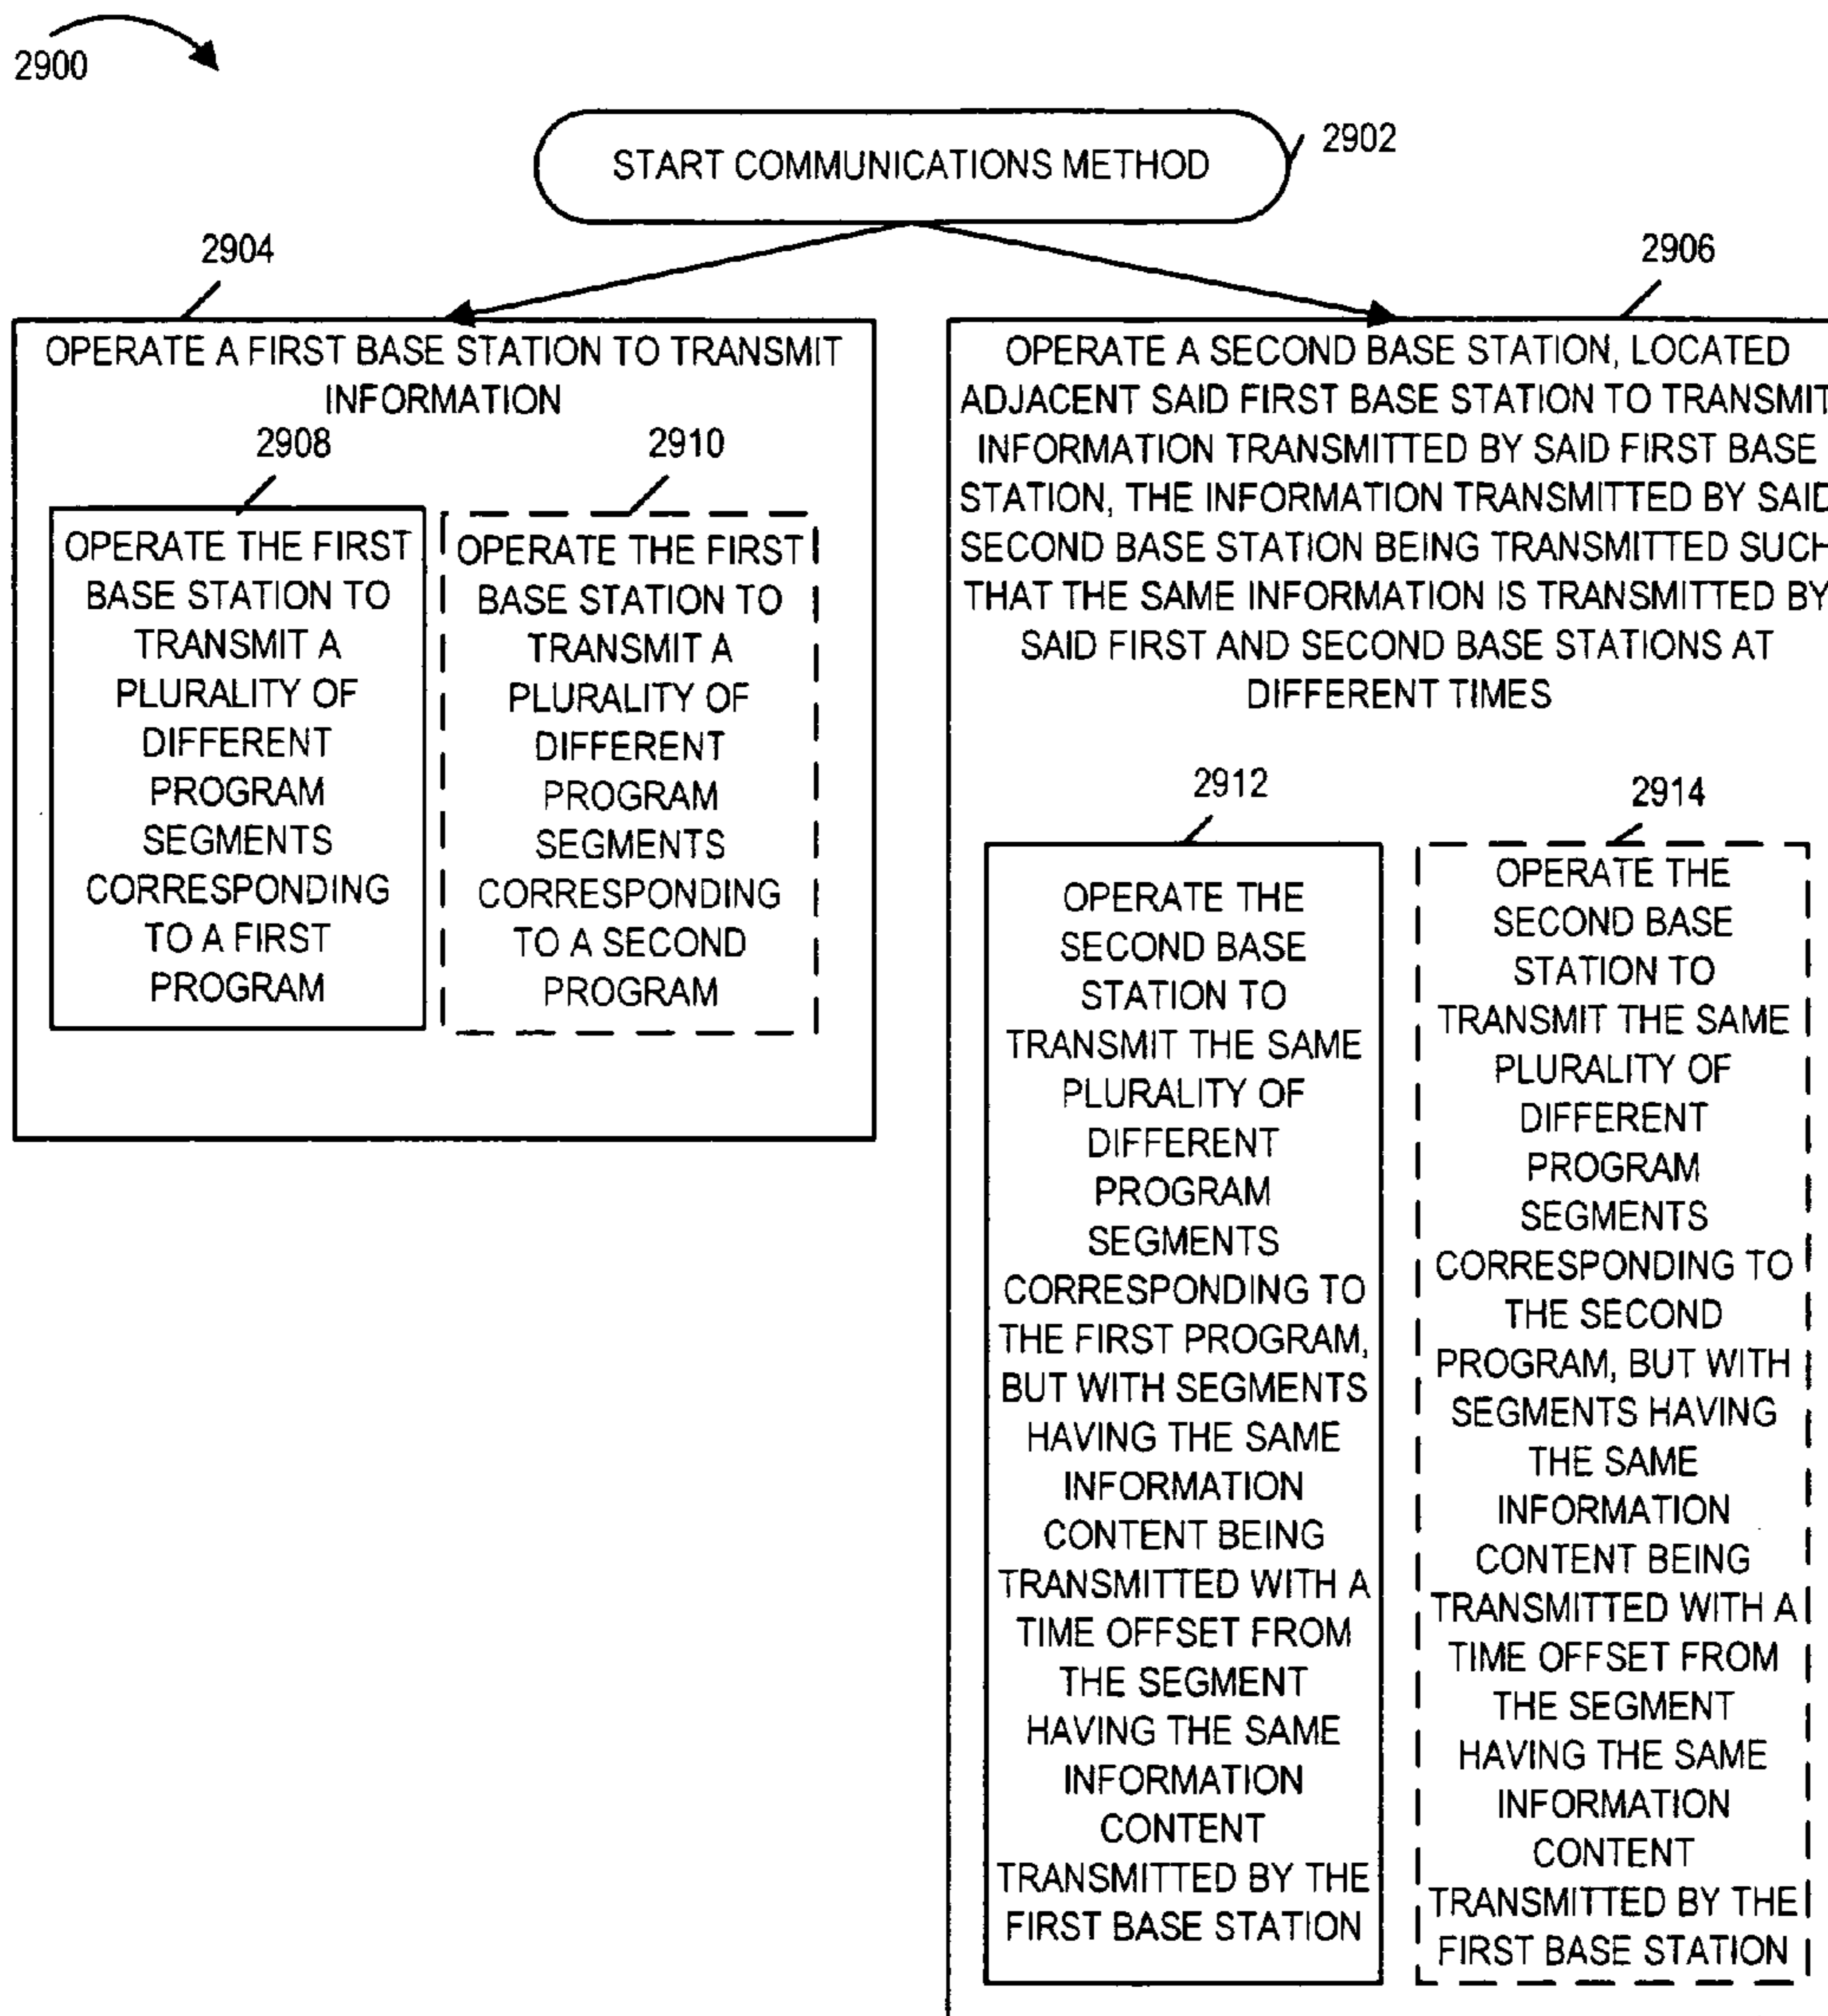 2900
START COMMUNICATIONS METHOD
2902
2904
OPERATE A FIRST BASE STATION TO TRANSMIT
INFORMATION
2908
OPERATE THE FIRST
BASE STATION TO
TRANSMIT A
PLURALITY OF
DIFFERENT
PROGRAM
SEGMENTS
CORRESPONDING
TO A FIRST
PROGRAM
2910
OPERATE THE FIRST
BASE STATION TO
TRANSMIT A
PLURALITY OF
DIFFERENT
PROGRAM
SEGMENTS
CORRESPONDING
TO A SECOND
PROGRAM
2906
OPERATE A SECOND BASE STATION, LOCATED
ADJACENT SAID FIRST BASE STATION TO TRANSMIT
INFORMATION TRANSMITTED BY SAID FIRST BASE
STATION, THE INFORMATION TRANSMITTED BY SAID
SECOND BASE STATION BEING TRANSMITTED SUCH
THAT THE SAME INFORMATION IS TRANSMITTED BY
SAID FIRST AND SECOND BASE STATIONS AT
DIFFERENT TIMES
2912
OPERATE THE
SECOND BASE
STATION TO
TRANSMIT THE SAME
PLURALITY OF
DIFFERENT
PROGRAM
SEGMENTS
CORRESPONDING TO
THE FIRST PROGRAM,
BUT WITH SEGMENTS
HAVING THE SAME
INFORMATION
CONTENT BEING
TRANSMITTED WITH A
TIME OFFSET FROM
THE SEGMENT
HAVING THE SAME
INFORMATION
CONTENT
TRANSMITTED BY THE
FIRST BASE STATION
2914
OPERATE THE
SECOND BASE
STATION TO
TRANSMIT THE SAME
PLURALITY OF
DIFFERENT
PROGRAM
SEGMENTS
CORRESPONDING TO
THE SECOND
PROGRAM, BUT WITH
SEGMENTS HAVING
THE SAME
INFORMATION
CONTENT BEING
TRANSMITTED WITH A
TIME OFFSET FROM
THE SEGMENT
HAVING THE SAME
INFORMATION
CONTENT
TRANSMITTED BY THE
FIRST BASE STATION